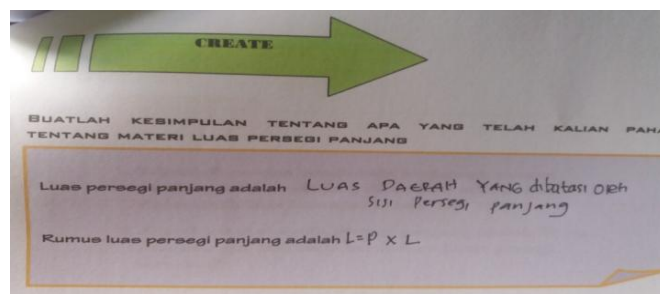 CREATE
BUATLAH KESIMPULAN TENTANG APA YANG TELAH KALIAN PAHA
TENTANG MATERI LUAS PERSEGI PANJANG
Luas persegi panjang adalah LUAS DAERAH YANG dibatasi oleh
sisi Persegi panjang
Rumus luas persegi panjang adalah L = P x L